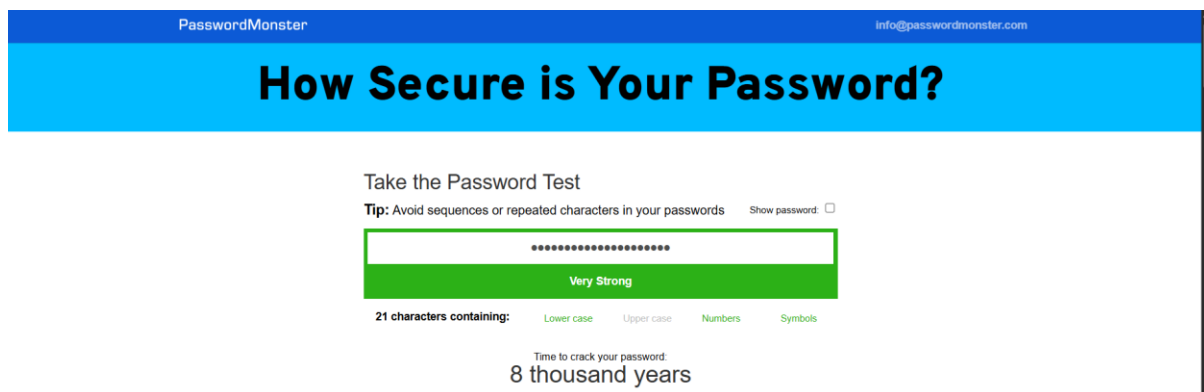 PasswordMonster
info@passwordmonster.com
How Secure is Your Password?
Take the Password Test
Tip: Avoid sequences or repeated characters in your passwords
Show password:
•••••••••••••••••••••
Very Strong
21 characters containing:
Lower case
Upper case
Numbers
Symbols
Time to crack your password:
8 thousand years